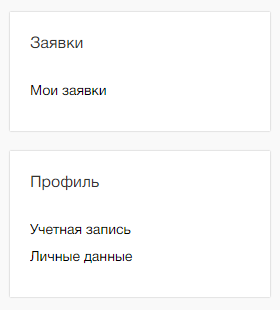 Заявки
Мои заявки
Профиль
Учетная запись
Личные данные